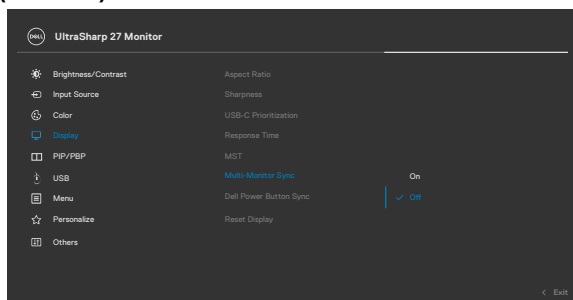 DELL UltraSharp 27 Monitor
Brightness/Contrast Aspect Ratio
Input Source Sharpness
Color USB-C Prioritization
Display Response Time
PIP/PBP MST
USB Multi-Monitor Sync On
Menu Dell Power Button Sync Off
Personalize Reset Display
Others
Exit